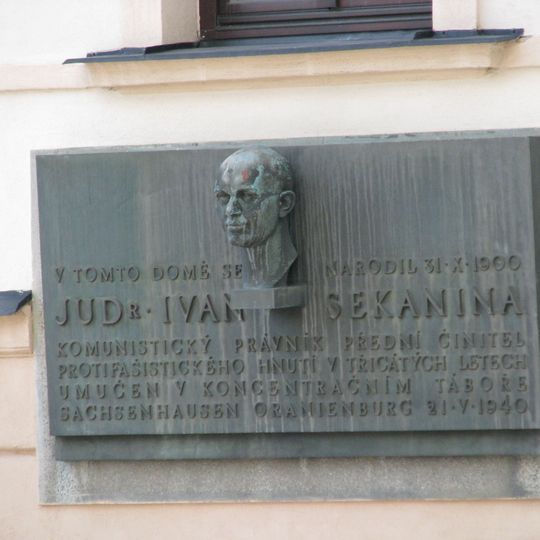 V TOMTO DOMĚ SE NARODIL 31·X·1900
JUDR·IVAN SEKANINA
KOMUNISTICKÝ PRÁVNÍK PŘEDNÍ ČINITEL
PROTIFAŠISTICKÉHO HNUTÍ V TŘICÁTÝCH LETECH
UMUČEN V KONCENTRAČNÍM TÁBOŘE
SACHSENHAUSEN ORANIENBURG 21·V·1940